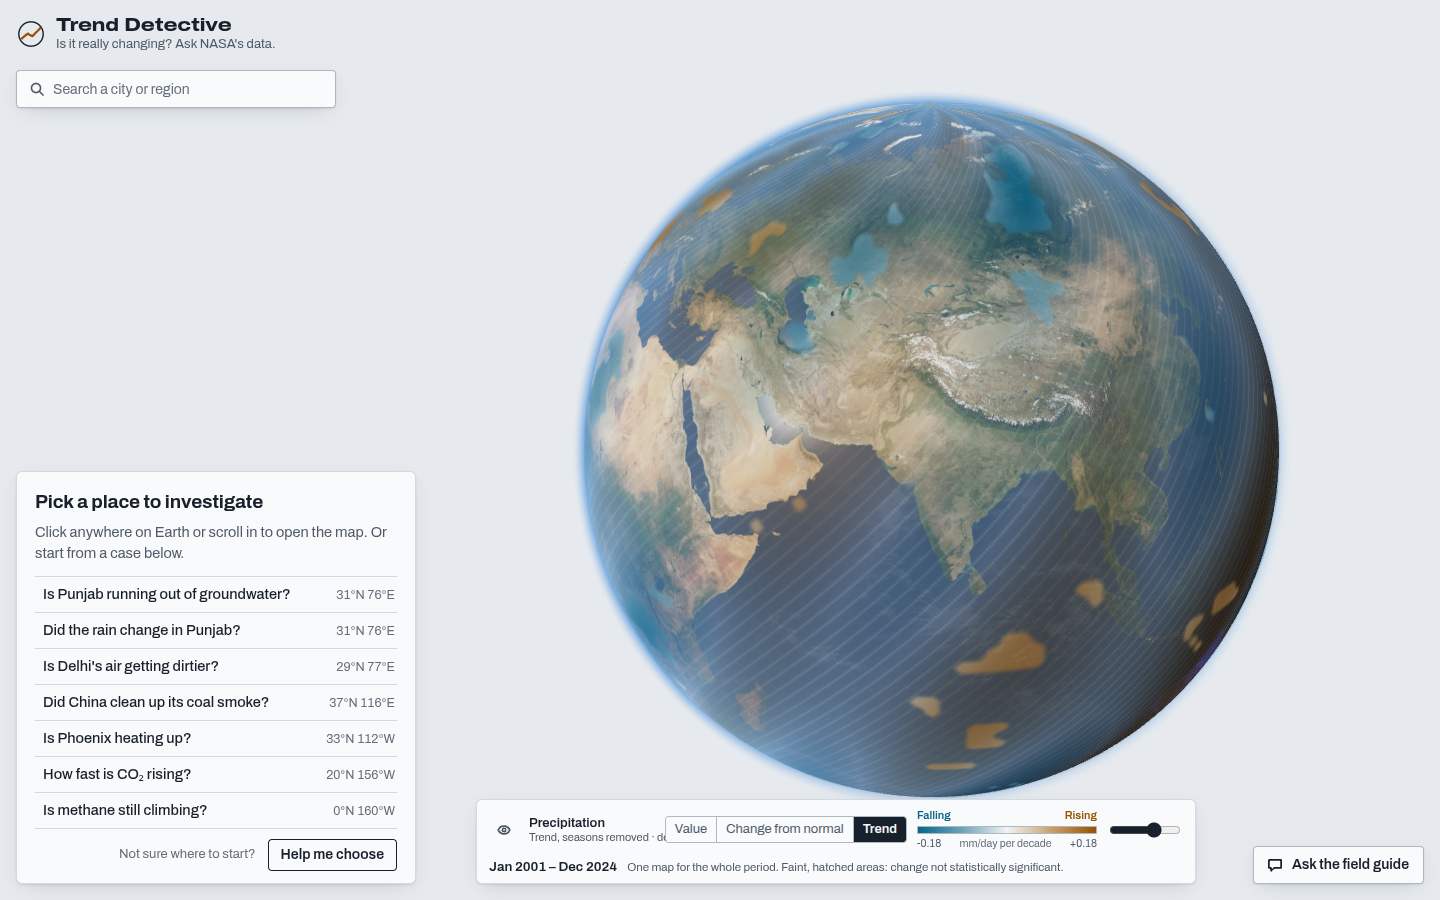 Trend Detective
Is it really changing? Ask NASA's data.
Search a city or region
Pick a place to investigate
Click anywhere on Earth or scroll in to open the map. Or
start from a case below.
Is Punjab running out of groundwater? 31°N 76°E
Did the rain change in Punjab? 31°N 76°E
Is Delhi's air getting dirtier? 29°N 77°E
Did China clean up its coal smoke? 37°N 116°E
Is Phoenix heating up? 33°N 112°W
How fast is CO₂ rising? 20°N 156°W
Is methane still climbing? 0°N 160°W
Not sure where to start? Help me choose
Precipitation
Trend, seasons removed ·
Value Change from normal Trend
Falling Rising
-0.18 mm/day per decade +0.18
Jan 2001 – Dec 2024 One map for the whole period. Faint, hatched areas: change not statistically significant.
Ask the field guide